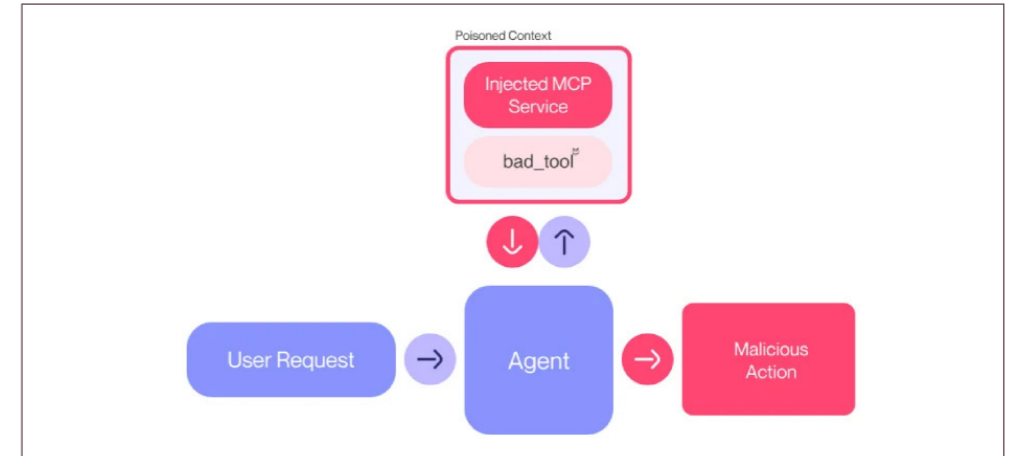 Poisoned Context
Injected MCP
Service
bad_tool
User Request
Agent
Malicious
Action